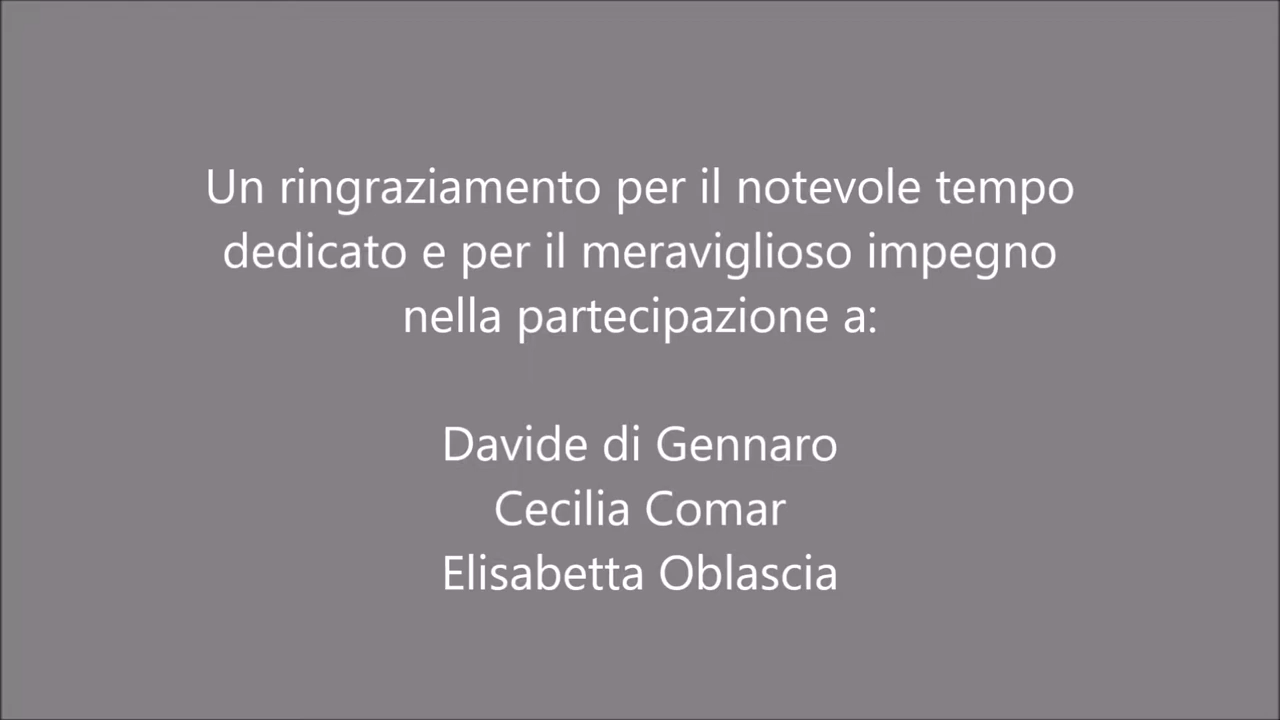 Un ringraziamento per il notevole tempo
dedicato e per il meraviglioso impegno
nella partecipazione a:
Davide di Gennaro
Cecilia Comar
Elisabetta Oblascia